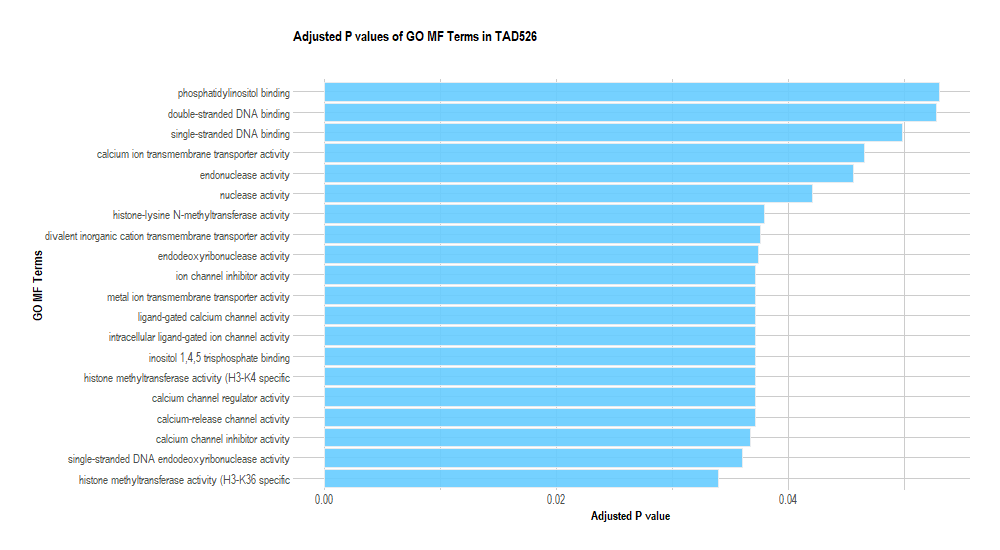 Adjusted P values of GO MF Terms in TAD526
GO MF Terms
phosphatidylinositol binding
double-stranded DNA binding
single-stranded DNA binding
calcium ion transmembrane transporter activity
endonuclease activity
nuclease activity
histone-lysine N-methyltransferase activity
divalent inorganic cation transmembrane transporter activity
endodeoxyribonuclease activity
ion channel inhibitor activity
metal ion transmembrane transporter activity
ligand-gated calcium channel activity
intracellular ligand-gated ion channel activity
inositol 1,4,5 trisphosphate binding
histone methyltransferase activity (H3-K4 specific
calcium channel regulator activity
calcium-release channel activity
calcium channel inhibitor activity
single-stranded DNA endodeoxyribonuclease activity
histone methyltransferase activity (H3-K36 specific
0.00 0.02 0.04
Adjusted P value